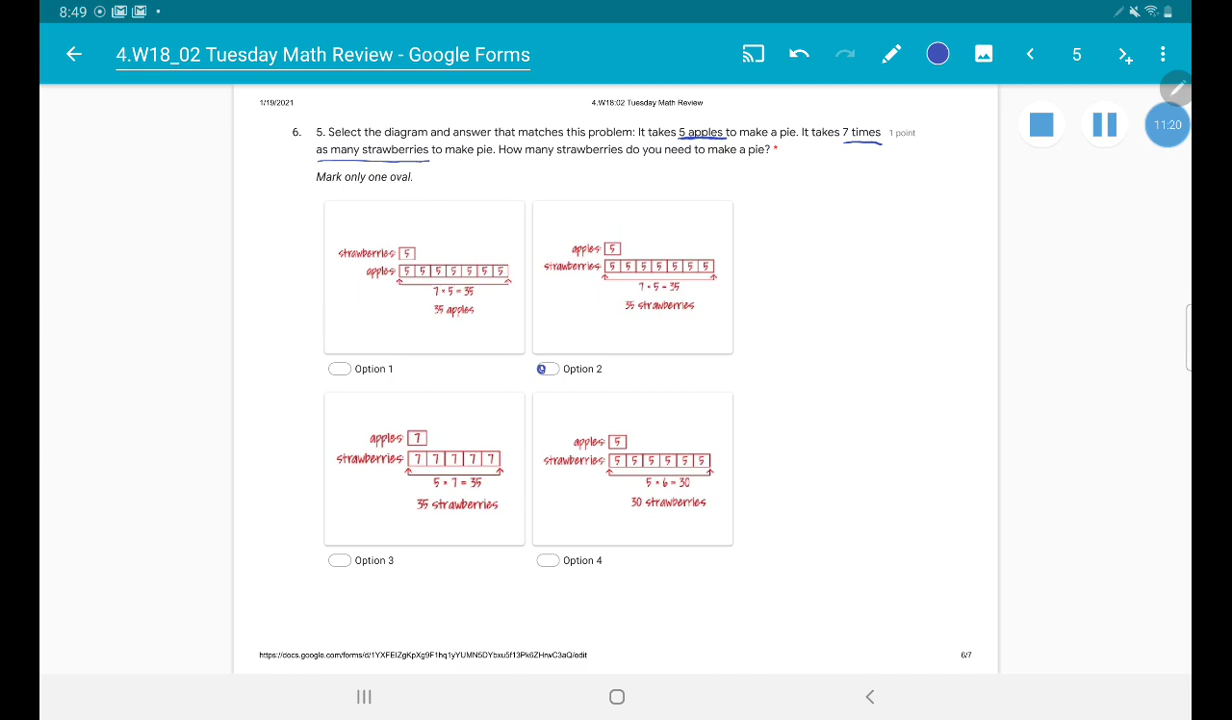 8:49
4.W18_02 Tuesday Math Review - Google Forms
5
11:20
1/19/2021
4.W18:02 Tuesday Math Review
6. 5. Select the diagram and answer that matches this problem: It takes 5 apples to make a pie. It takes 7 times 1 point
as many strawberries to make pie. How many strawberries do you need to make a pie? *
Mark only one oval.
strawberries 5
apples 5 5 5 5 5 5 5
7 • 5 = 35
35 apples
Option 1
apples 5
strawberries 5 5 5 5 5 5 5
7 • 5 = 35
35 strawberries
Option 2
apples 7
strawberries 7 7 7 7 7
5 • 7 = 35
35 strawberries
Option 3
apples 5
strawberries 5 5 5 5 5 5
5 • 6 = 30
30 strawberries
Option 4
6/7